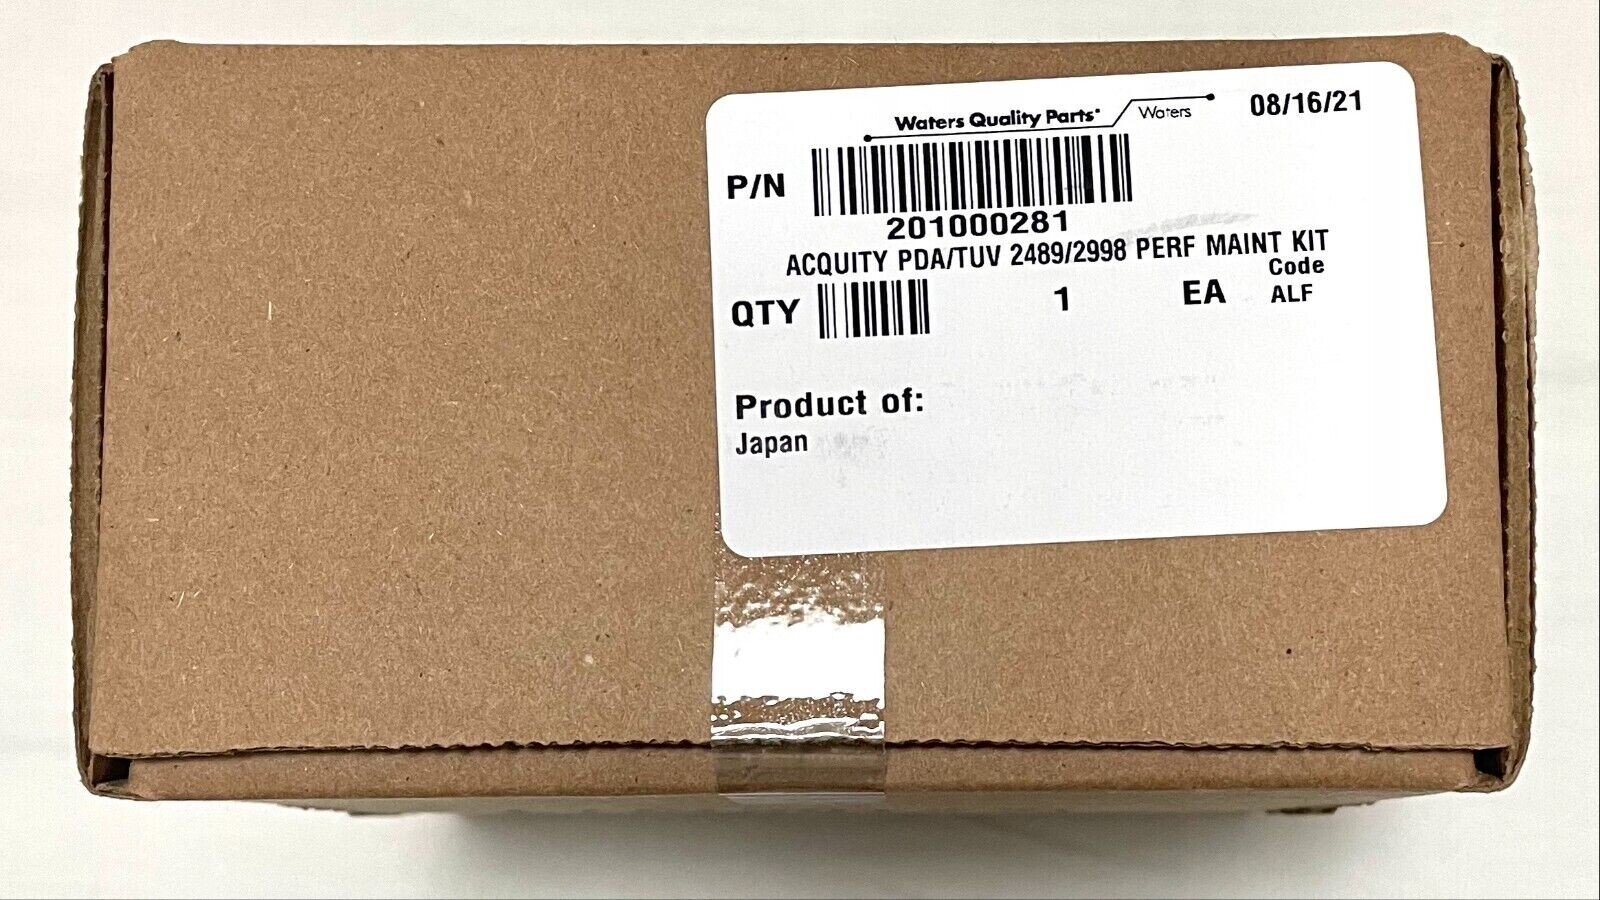 Waters Quality Parts
Waters
08/16/21
P/N
201000281
ACQUITY PDA/TUV 2489/2998 PERF MAINT KIT
QTY 1 EA Code
ALF
Product of:
Japan